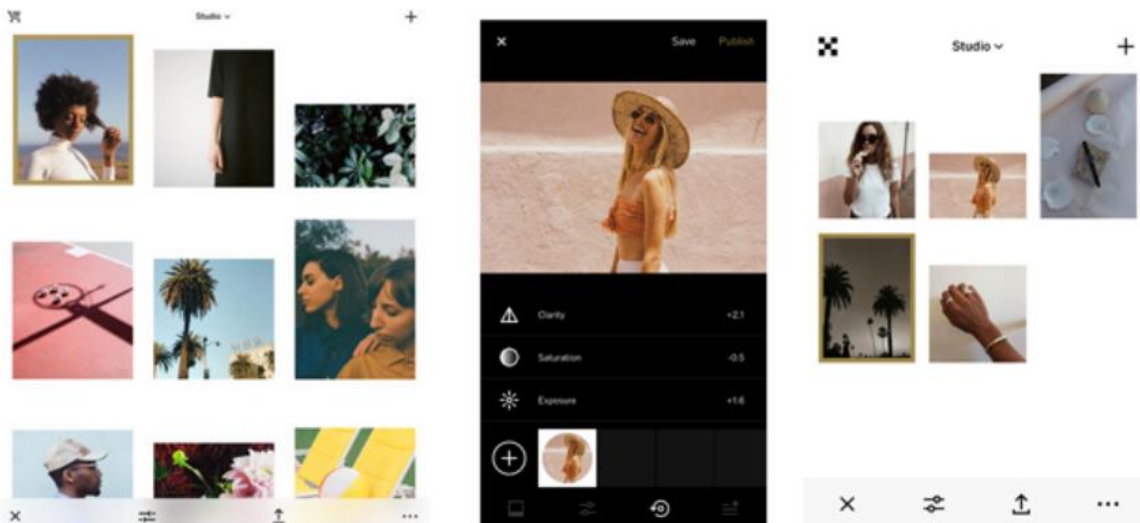 Studio
Save Publish
Clarity +2.1
Saturation -0.5
Exposure +1.6
Studio